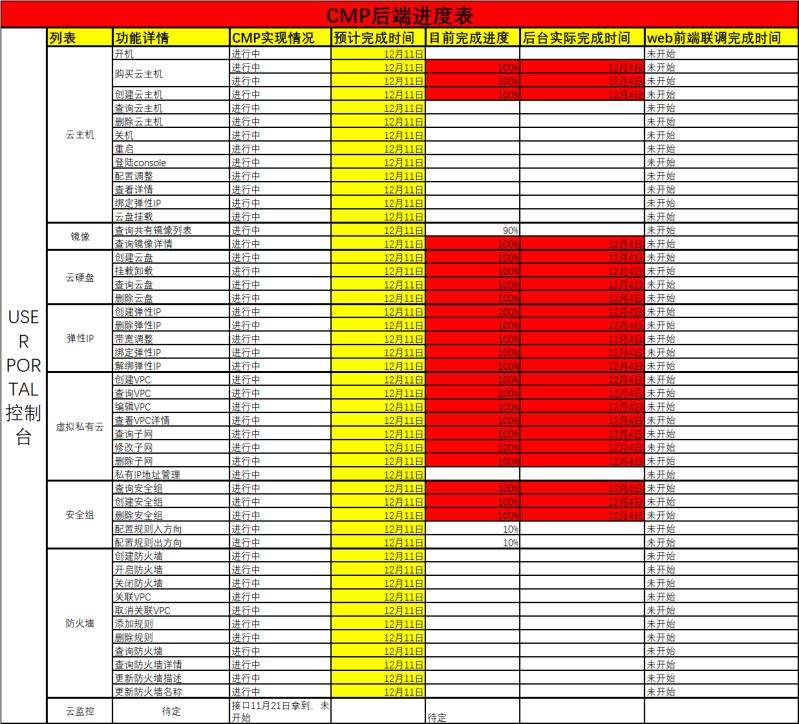 CMP后端进度表
列表 功能详情 CMP实现情况 预计完成时间 目前完成进度 后台实际完成时间 web前端联调完成时间
USER PORTAL控制台
云主机
开机 进行中 12月11日 未开始
购买云主机 进行中 12月11日 100% 12月4日 未开始
进行中 12月11日 100% 12月4日 未开始
创建云主机 进行中 12月11日 100% 12月4日 未开始
查询云主机 进行中 12月11日 未开始
删除云主机 进行中 12月11日 未开始
关机 进行中 12月11日 未开始
重启 进行中 12月11日 未开始
登陆console 进行中 12月11日 未开始
配置调整 进行中 12月11日 未开始
查看详情 进行中 12月11日 未开始
绑定弹性IP 进行中 12月11日 未开始
云盘挂载 进行中 12月11日 未开始
镜像
查询共有镜像列表 进行中 12月11日 90% 未开始
查询镜像详情 进行中 12月11日 100% 12月4日 未开始
云硬盘
创建云盘 进行中 12月11日 100% 12月4日 未开始
挂载卸载 进行中 12月11日 100% 12月4日 未开始
查询云盘 进行中 12月11日 100% 12月4日 未开始
删除云盘 进行中 12月11日 100% 12月4日 未开始
弹性IP
创建弹性IP 进行中 12月11日 100% 12月4日 未开始
删除弹性IP 进行中 12月11日 100% 12月4日 未开始
带宽调整 进行中 12月11日 100% 12月4日 未开始
绑定弹性IP 进行中 12月11日 100% 12月4日 未开始
解绑弹性IP 进行中 12月11日 100% 12月4日 未开始
虚拟私有云
创建VPC 进行中 12月11日 100% 12月4日 未开始
查询VPC 进行中 12月11日 100% 12月4日 未开始
编辑VPC 进行中 12月11日 100% 12月4日 未开始
查看VPC详情 进行中 12月11日 100% 12月4日 未开始
查询子网 进行中 12月11日 100% 12月4日 未开始
修改子网 进行中 12月11日 100% 12月4日 未开始
删除子网 进行中 12月11日 100% 12月4日 未开始
私有IP地址管理 进行中 12月11日 未开始
安全组
查询安全组 进行中 12月11日 100% 12月4日 未开始
创建安全组 进行中 12月11日 100% 12月4日 未开始
删除安全组 进行中 12月11日 100% 12月4日 未开始
配置规则入方向 进行中 12月11日 10% 未开始
配置规则出方向 进行中 12月11日 10% 未开始
防火墙
创建防火墙 进行中 12月11日 未开始
开启防火墙 进行中 12月11日 未开始
关闭防火墙 进行中 12月11日 未开始
关联VPC 进行中 12月11日 未开始
取消关联VPC 进行中 12月11日 未开始
添加规则 进行中 12月11日 未开始
删除规则 进行中 12月11日 未开始
查询防火墙 进行中 12月11日 未开始
查询防火墙详情 进行中 12月11日 未开始
更新防火墙描述 进行中 12月11日 未开始
更新防火墙名称 进行中 12月11日 未开始
云监控 待定 接口11月21日拿到，未开始 待定